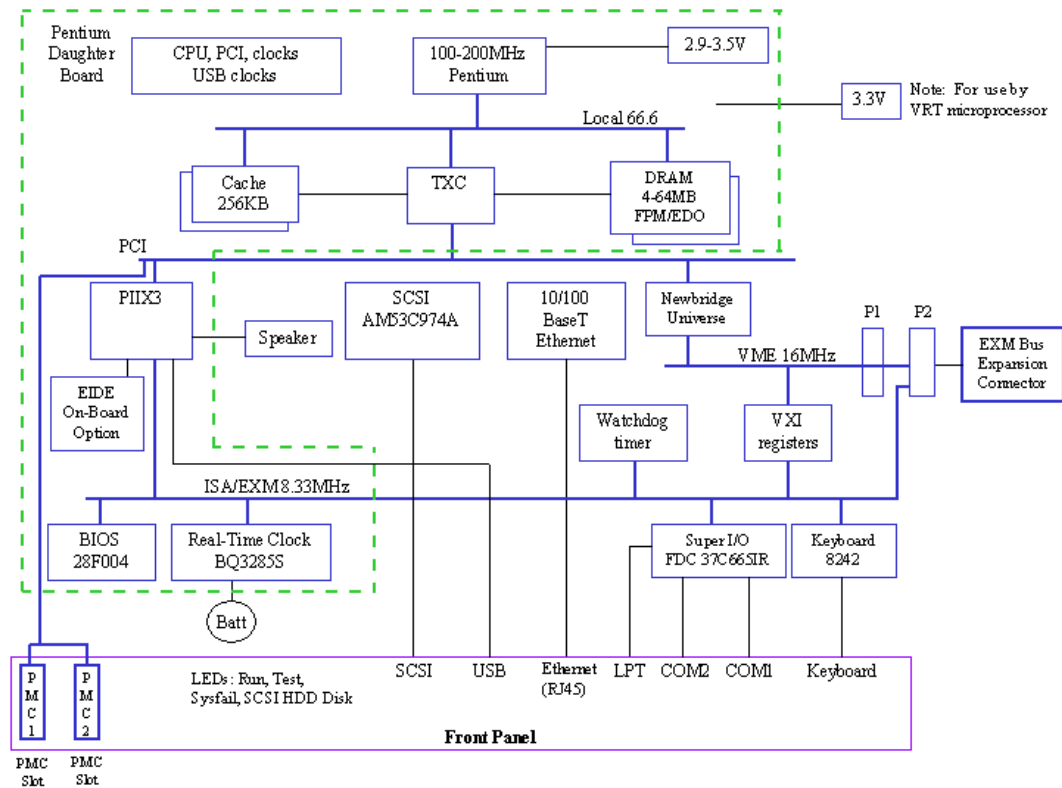 Pentium
Daughter
Board
CPU, PCI, clocks
USB clocks
100-200MHz
Pentium
2.9-3.5V
3.3V
Note: For use by
VRT microprocessor
Local 66.6
Cache
256KB
TXC
DRAM
4-64MB
FPM/EDO
PCI
PIIX3
Speaker
SCSI
AM53C974A
10/100
BaseT
Ethernet
Newbridge
Universe
P1
P2
EXM Bus
Expansion
Connector
VME 16MHz
EIDE
On-Board
Option
Watchdog
timer
VXI
registers
ISA/EXM 8.33MHz
BIOS
28F004
Real-Time Clock
BQ3285S
Super I/O
FDC 37C665IR
Keyboard
8242
Batt
PMC1
PMC2
LEDs: Run, Test,
Sysfail, SCSI HDD Disk
SCSI
USB
Ethernet
(RJ45)
LPT
COM2
COM1
Keyboard
Front Panel
PMC
Slot
PMC
Slot